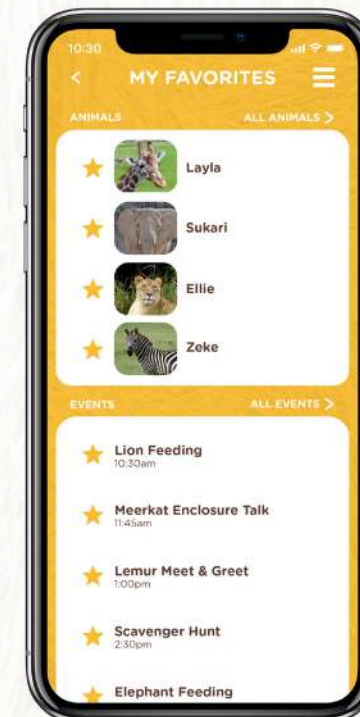 10:30
< MY FAVORITES
ANIMALS ALL ANIMALS >
Layla
Sukari
Ellie
Zeke
EVENTS ALL EVENTS >
Lion Feeding
10:30am
Meerkat Enclosure Talk
11:45am
Lemur Meet & Greet
1:00pm
Scavenger Hunt
2:30pm
Elephant Feeding